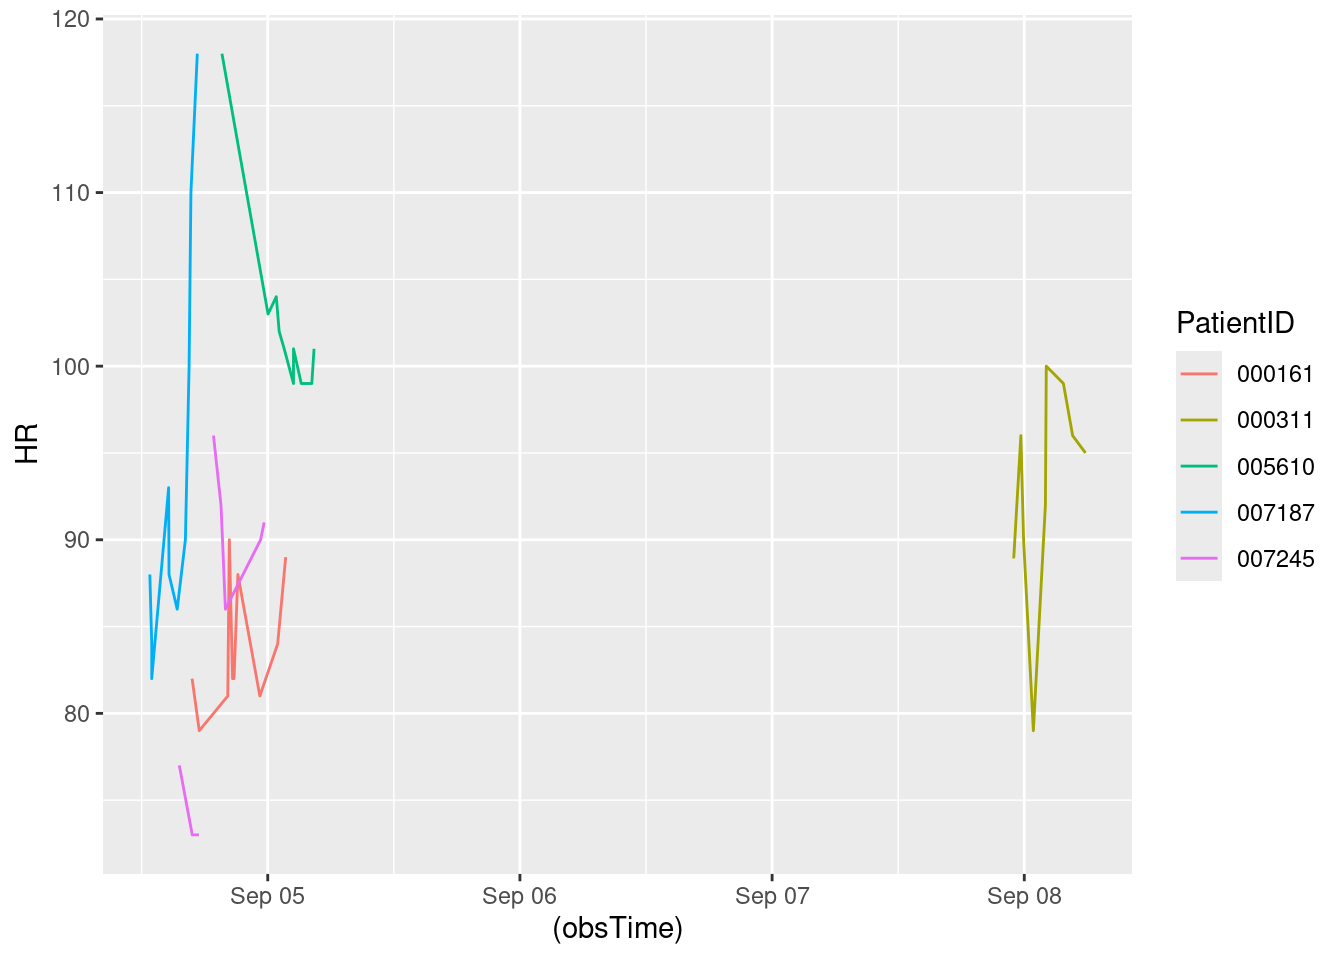 120
110
100
90
80
HR
Sep 05
Sep 06
Sep 07
Sep 08
(obsTime)
PatientID
000161
000311
005610
007187
007245